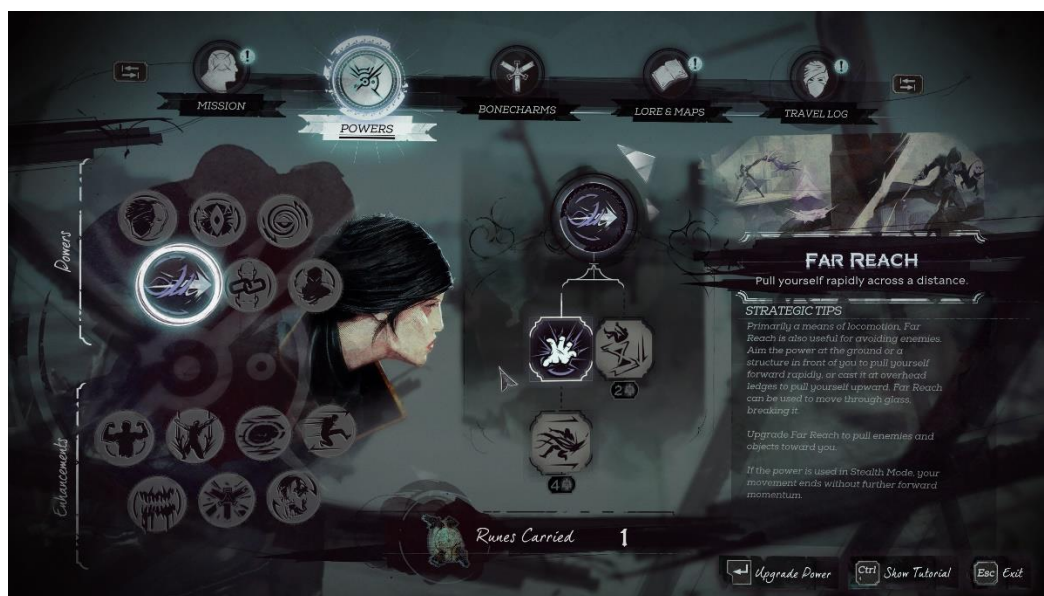 MISSION
POWERS
BONECHARMS
LORE & MAPS
TRAVEL LOG
Powers
Enhancements
2
4
FAR REACH
Pull yourself rapidly across a distance.
STRATEGIC TIPS
Primarily a means of locomotion, Far
Reach is also useful for avoiding enemies.
Aim the power at the ground or a
structure in front of you to pull yourself
forward rapidly, or cast it at overhead
ledges to pull yourself upward. Far Reach
can be used to move through glass,
breaking it.
Upgrade Far Reach to pull enemies and
objects toward you.
If the power is used in Stealth Mode, your
movement ends without further forward
momentum.
Runes Carried 1
Upgrade Power Ctrl Show Tutorial Esc Exit